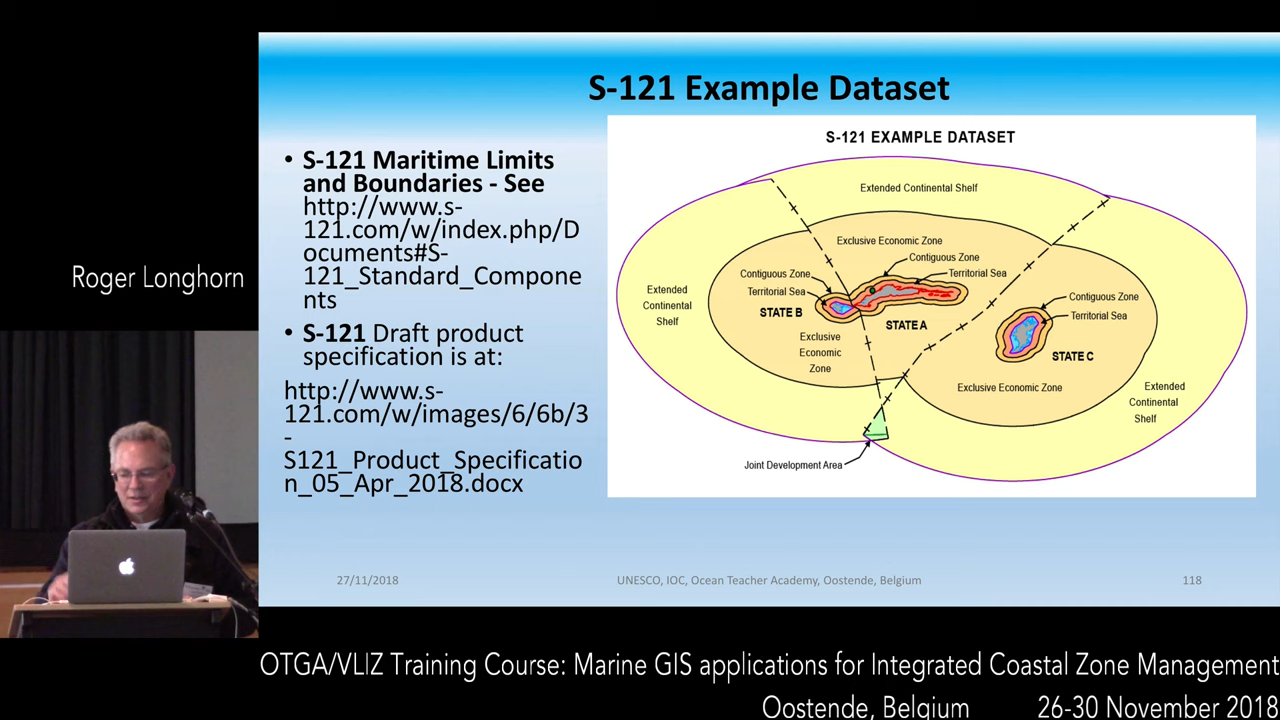 S-121 Example Dataset
• S-121 Maritime Limits
and Boundaries - See
http://www.s-
121.com/w/index.php/D
ocuments#S-
121_Standard_Compone
nts
• S-121 Draft product
specification is at:
http://www.s-
121.com/w/images/6/6b/3
-
S121_Product_Specificatio
n_05_Apr_2018.docx
S-121 EXAMPLE DATASET
Extended Continental Shelf
Exclusive Economic Zone
Contiguous Zone
Territorial Sea
Contiguous Zone
Territorial Sea
STATE B
STATE A
Exclusive
Economic
Zone
Extended
Continental
Shelf
Contiguous Zone
Territorial Sea
STATE C
Exclusive Economic Zone
Extended
Continental
Shelf
Joint Development Area
27/11/2018
UNESCO, IOC, Ocean Teacher Academy, Oostende, Belgium
118
Roger Longhorn
OTGA/VLIZ Training Course: Marine GIS applications for Integrated Coastal Zone Management
Oostende, Belgium 26-30 November 2018